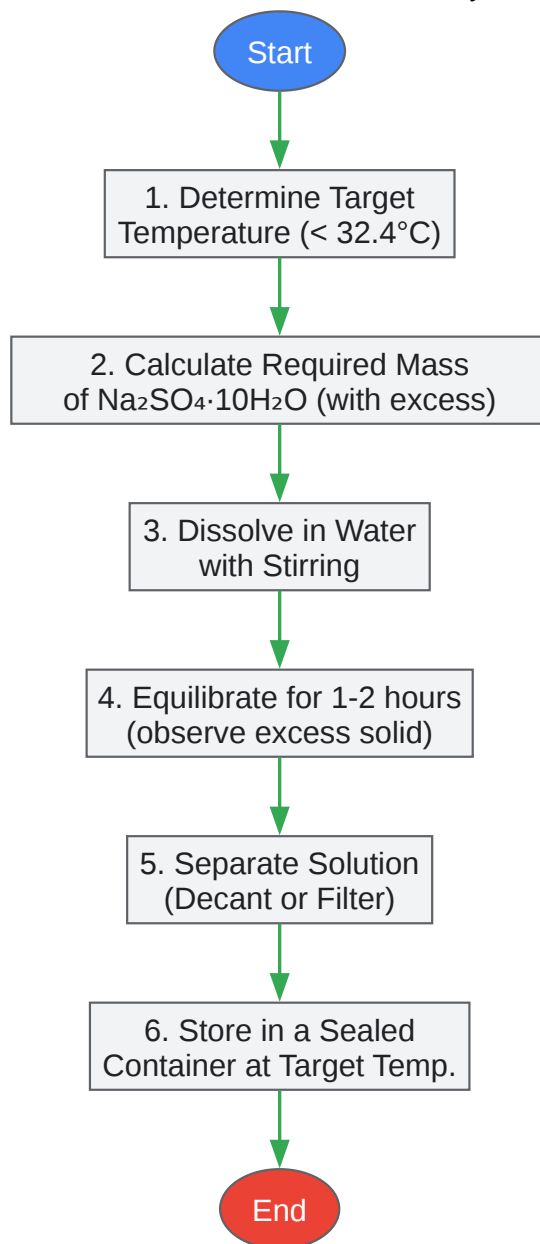 Start
1. Determine Target
Temperature (< 32.4°C)
2. Calculate Required Mass
of Na₂SO₄·10H₂O (with excess)
3. Dissolve in Water
with Stirring
4. Equilibrate for 1-2 hours
(observe excess solid)
5. Separate Solution
(Decant or Filter)
6. Store in a Sealed
Container at Target Temp.
End